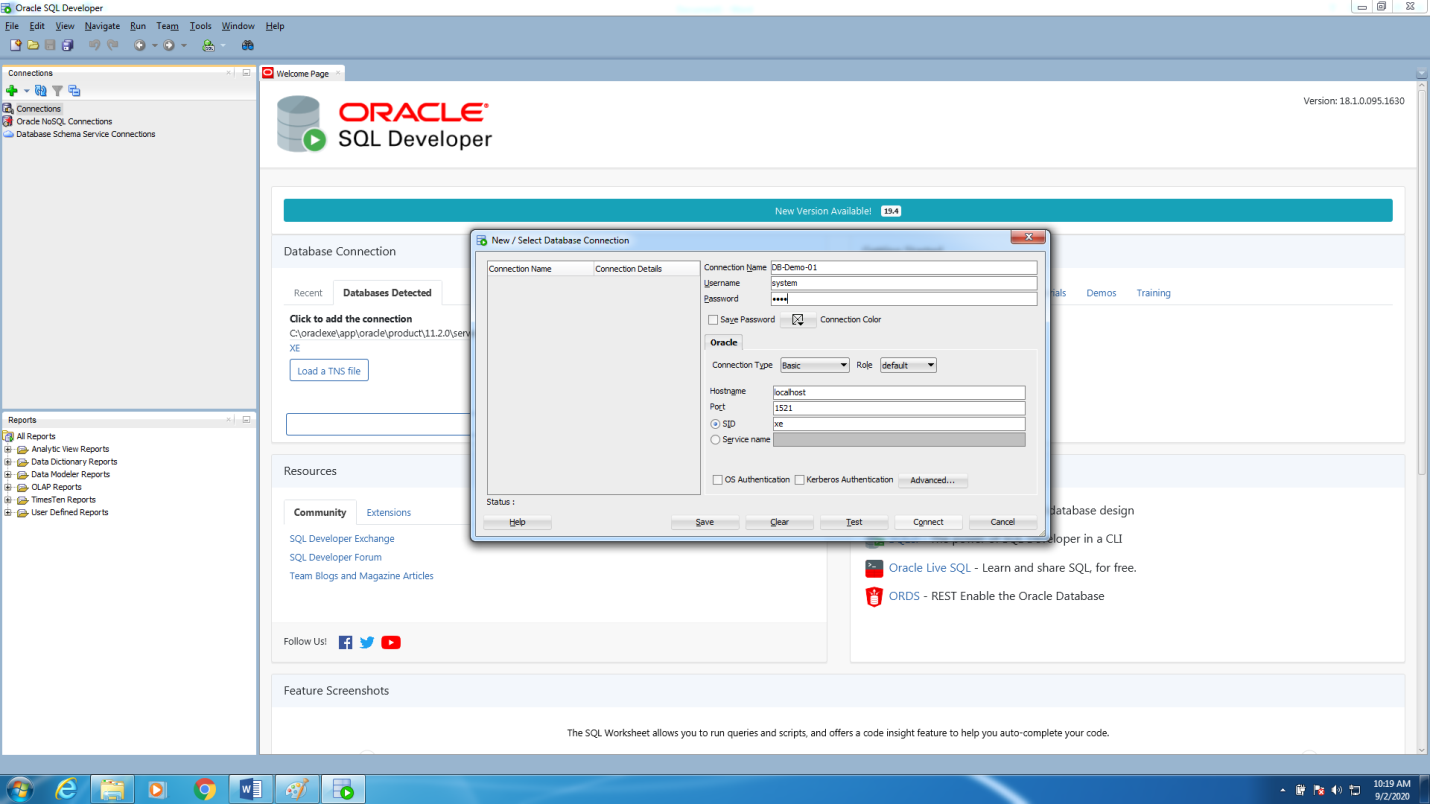 Oracle SQL Developer
File Edit View Navigate Run Team Tools Window Help
Connections
Connections
Oracle NoSQL Connections
Database Schema Service Connections
Reports
All Reports
Analytic View Reports
Data Dictionary Reports
Data Modeler Reports
OLAP Reports
TimesTen Reports
User Defined Reports
Welcome Page
ORACLE
SQL Developer
Version: 18.1.0.095.1630
New Version Available! 19.4
Database Connection
Recent Databases Detected
Click to add the connection
C:\oraclexe\app\oracle\product\11.2.0\serv
XE
Load a TNS file
Demos Training
New / Select Database Connection
Connection Name Connection Details
Connection Name DB-Demo-01
Username system
Password ••••
Save Password Connection Color
Oracle
Connection Type Basic Role default
Hostname localhost
Port 1521
SID xe
Service name
OS Authentication Kerberos Authentication Advanced...
Status :
Help Save Clear Test Connect Cancel
Resources
Community Extensions
SQL Developer Exchange
SQL Developer Forum
Team Blogs and Magazine Articles
Follow Us!
database design
eloper in a CLI
Oracle Live SQL - Learn and share SQL, for free.
ORDS - REST Enable the Oracle Database
Feature Screenshots
The SQL Worksheet allows you to run queries and scripts, and offers a code insight feature to help you auto-complete your code.
10:19 AM
9/2/2020